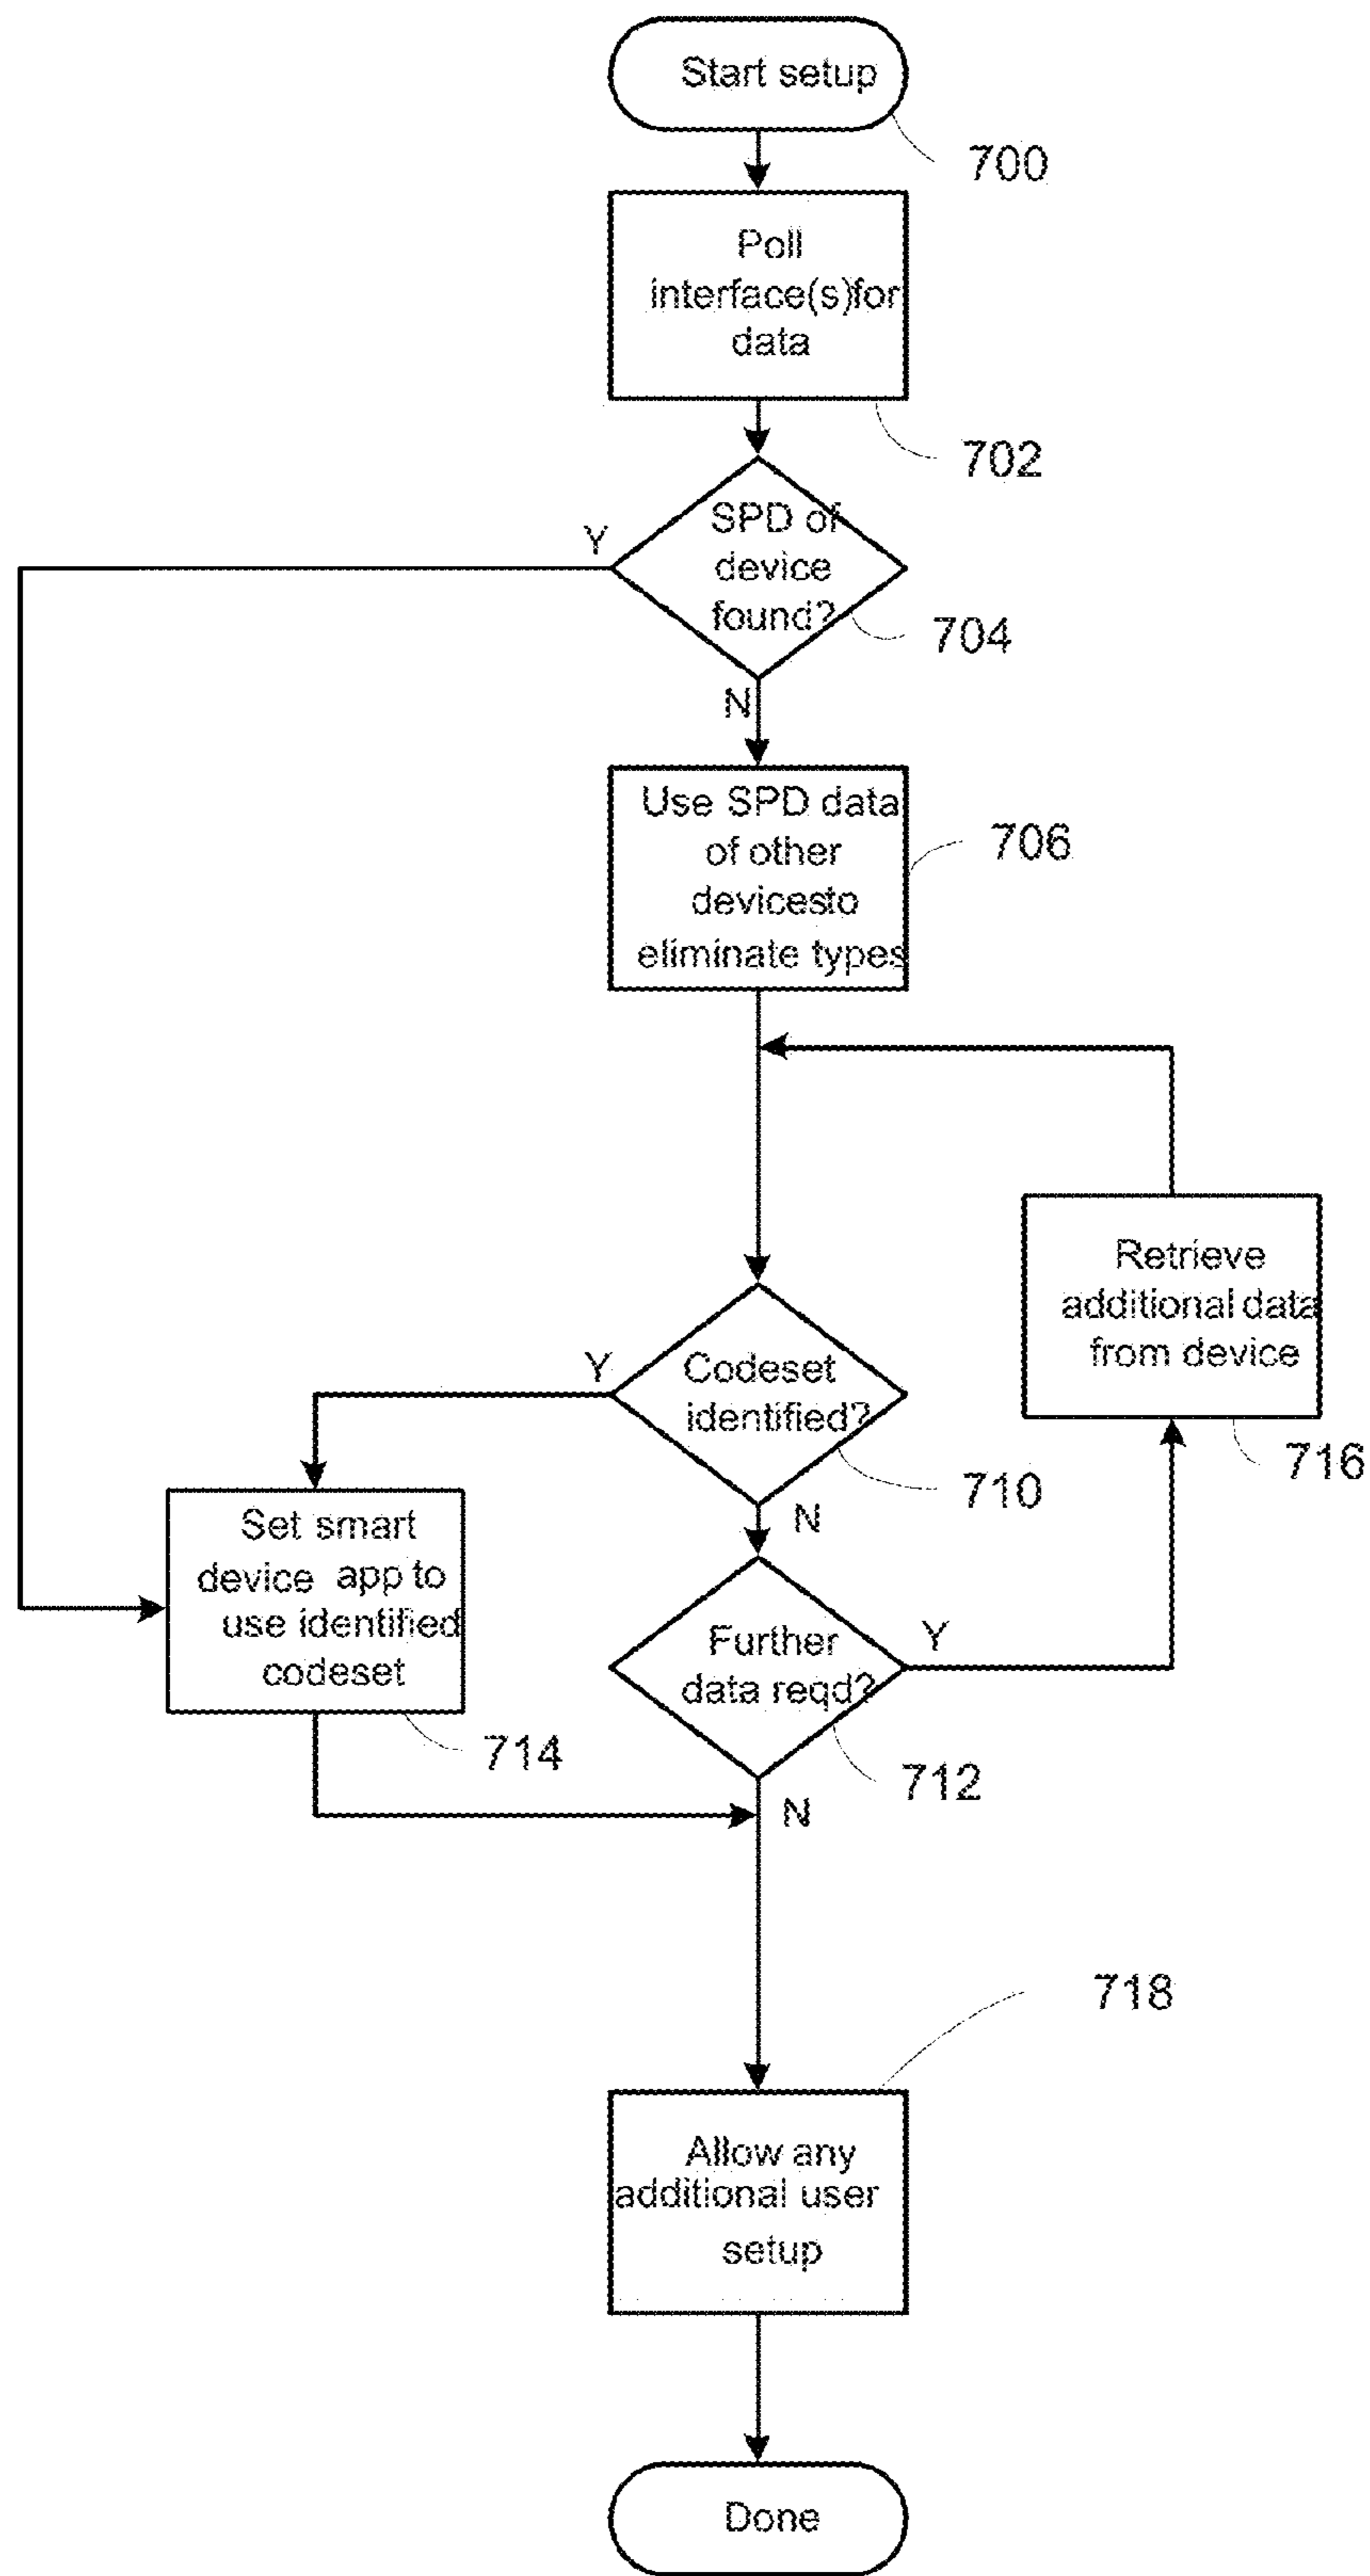 Start setup
700
Poll
interface(s)for
data
702
Y
SPD of
device
found?
704
N
Use SPD data
of other
devicesto
eliminate types
706
Retrieve
additional data
from device
716
Y
Codeset
identified?
710
N
Set smart
device app to
use identified
codeset
714
Further
data reqd?
Y
712
N
718
Allow any
additional user
setup
Done